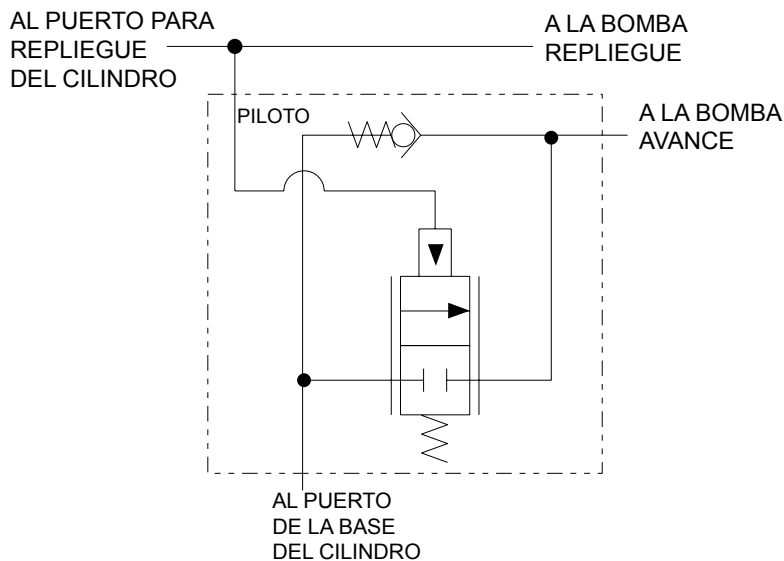 AL PUERTO PARA
REPLIEGUE
DEL CILINDRO
A LA BOMBA
REPLIEGUE
PILOTO
A LA BOMBA
AVANCE
AL PUERTO
DE LA BASE
DEL CILINDRO